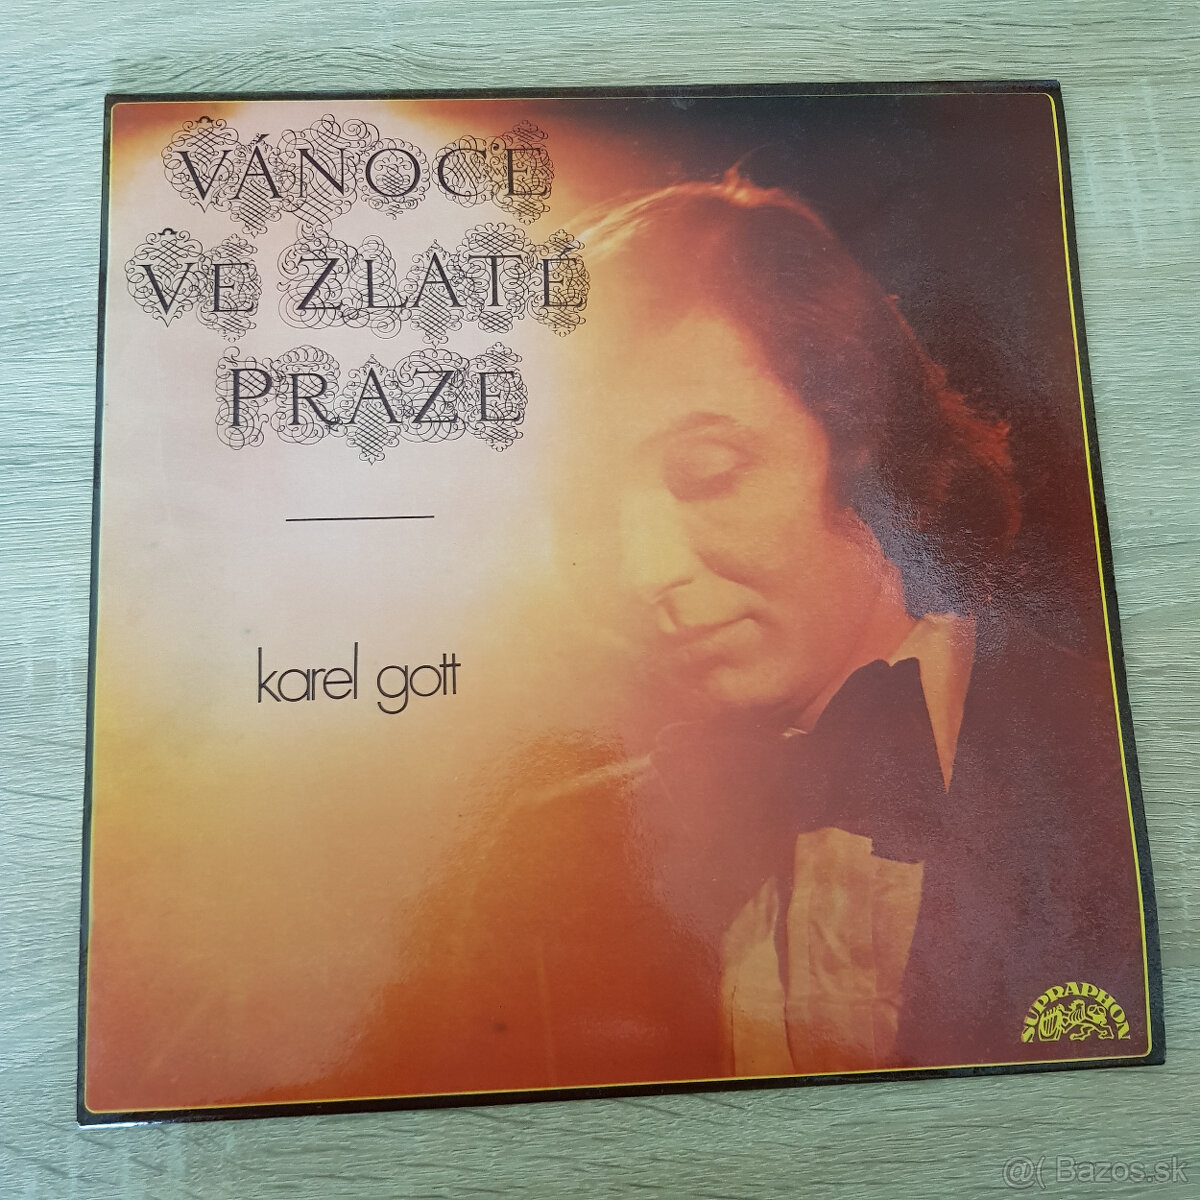 VÁNOCE
VE ZLATÉ
PRAZE
karel gott
SUPRAPHON
@( Bazos.sk